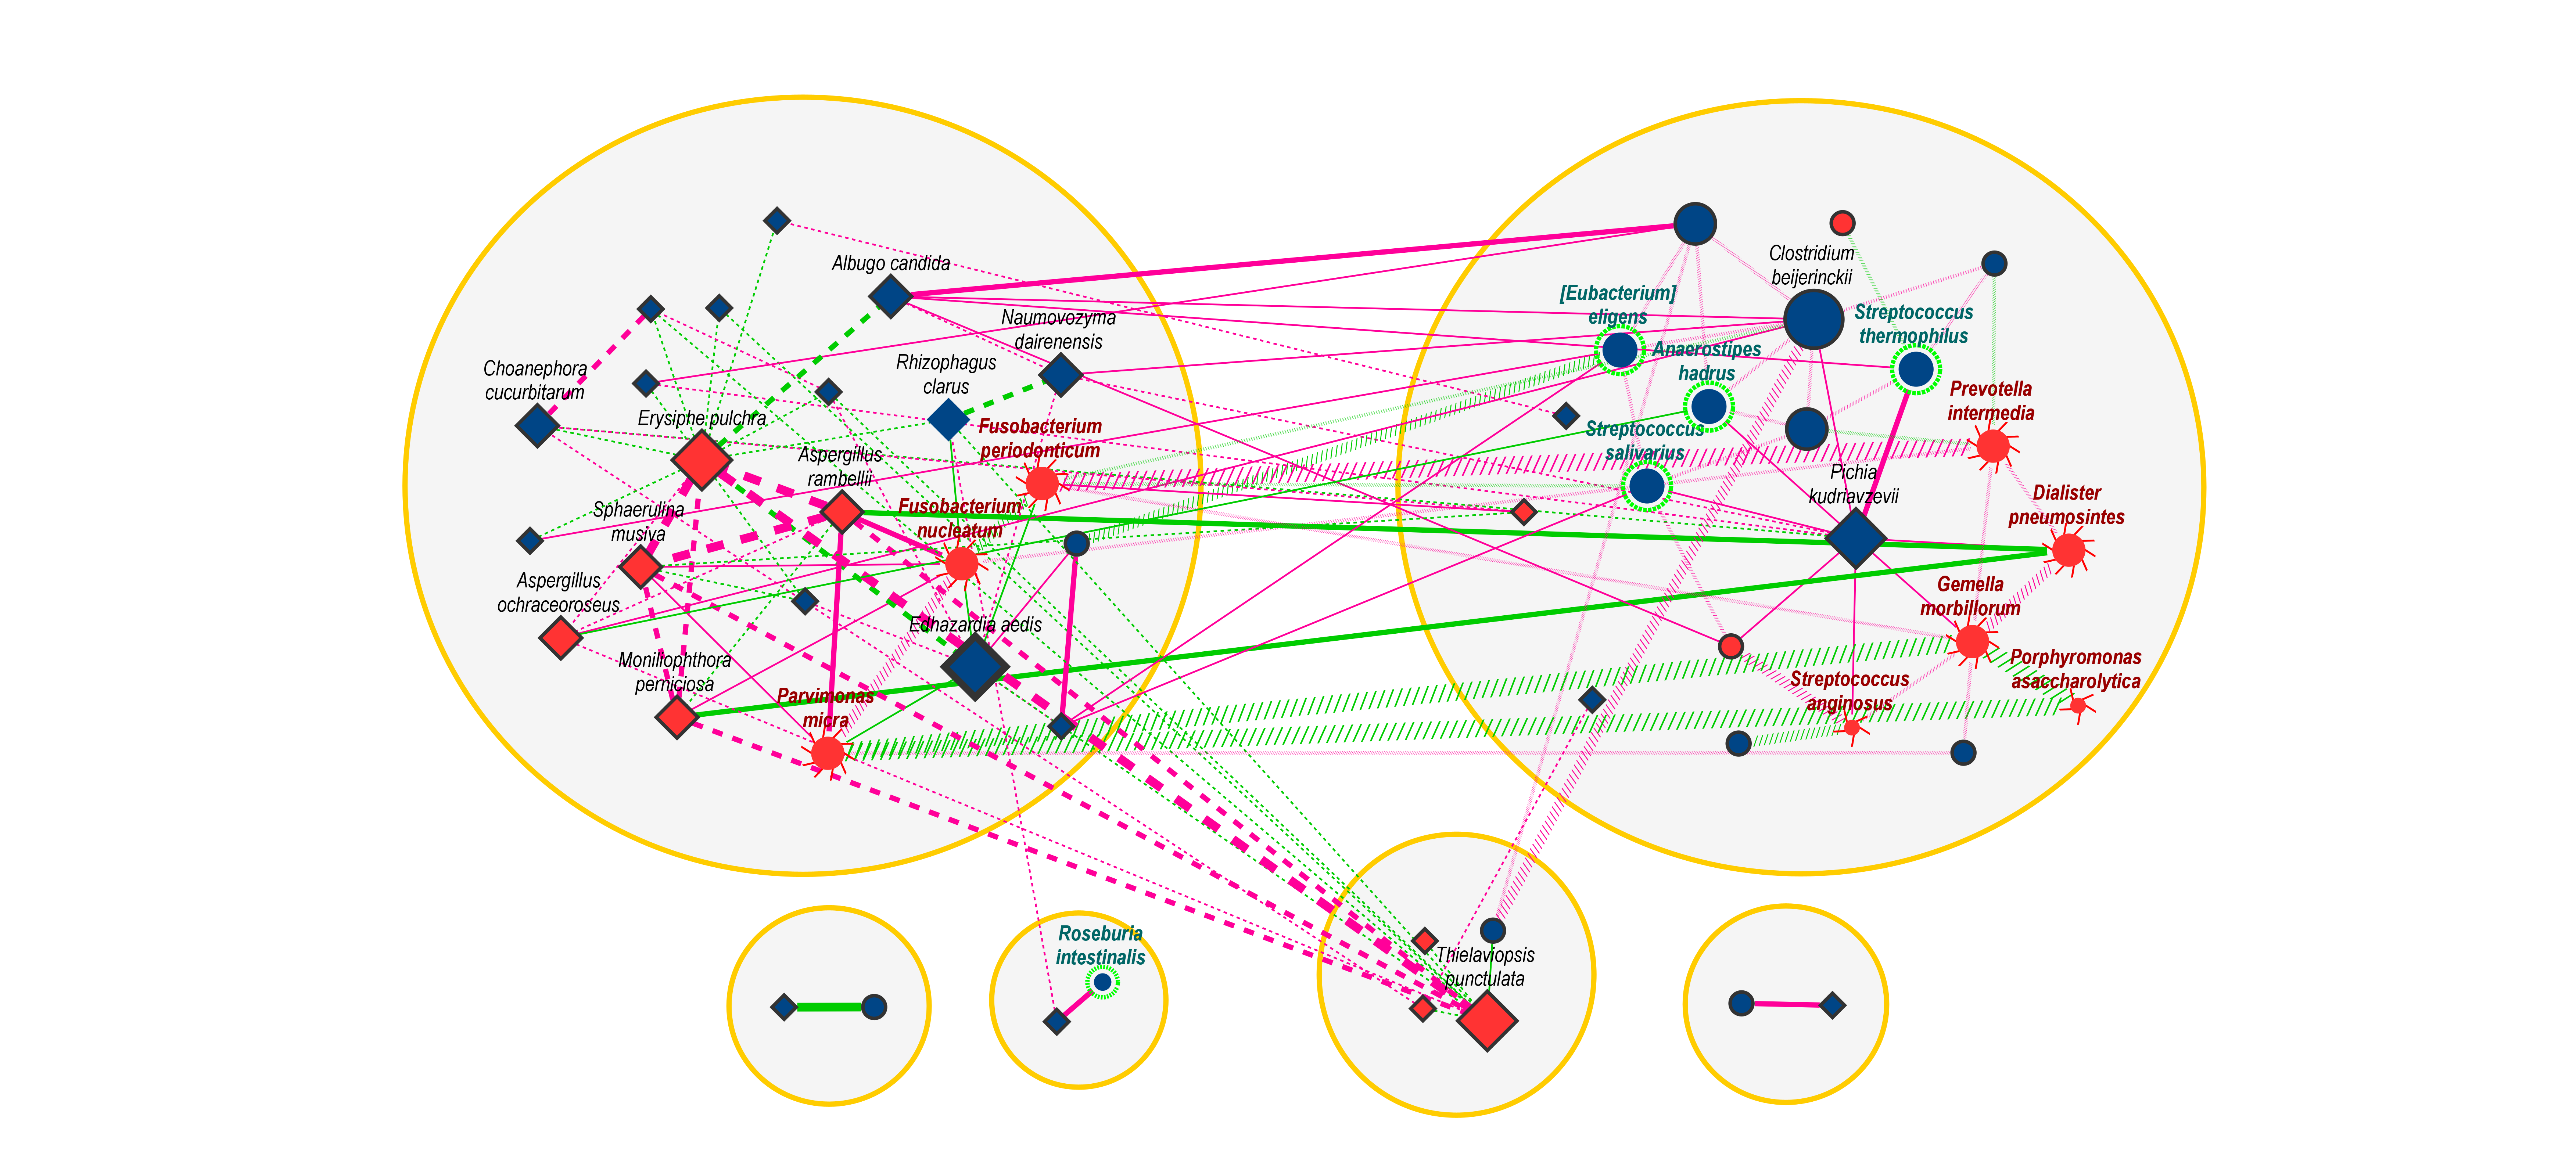 Albugo candida
Naumovozyma
dairenensis
Rhizophagus
clarus
Choanephora
cucurbitarum
Erysiphe pulchra
Fusobacterium
periodonticum
Aspergillus
rambellii
Sphaerulina
musiva
Fusobacterium
nucleatum
Aspergillus
ochraceoroseus
Edhazardia aedis
Moniliophthora
perniciosa
Parvimonas
micra
Clostridium
beijerinckii
[Eubacterium]
eligens
Streptococcus
thermophilus
Anaerostipes
hadrus
Prevotella
intermedia
Streptococcus
salivarius
Pichia
kudriavzevii
Dialister
pneumosintes
Gemella
morbillorum
Porphyromonas
asaccharolytica
Streptococcus
anginosus
Roseburia
intestinalis
Thielaviopsis
punctulata